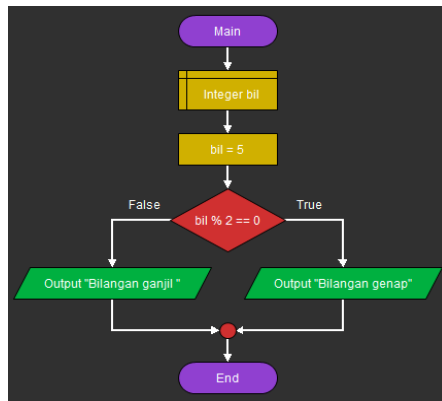 Main
Integer bil
bil = 5
False
bil % 2 == 0
True
Output "Bilangan ganjil "
Output "Bilangan genap"
End